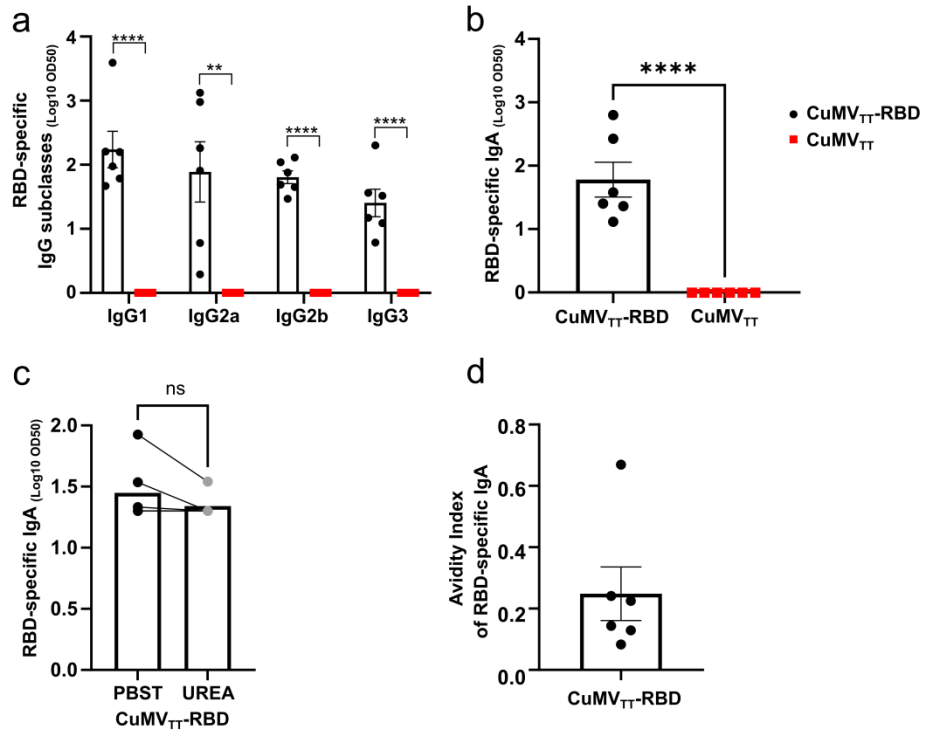 a
RBD-specific
IgG subclasses (Log10 OD50)
4
3
2
1
0
****
**
****
****
IgG1 IgG2a IgG2b IgG3
b
RBD-specific IgA (Log10 OD50)
4
3
2
1
0
****
CuMVTT-RBD CuMVTT
CuMVTT-RBD
CuMVTT
c
RBD-specific IgA (Log10 OD50)
2.0
1.5
1.0
0.5
0.0
ns
PBST UREA
CuMVTT-RBD
d
Avidity Index
of RBD-specific IgA
0.8
0.6
0.4
0.2
0.0
CuMVTT-RBD